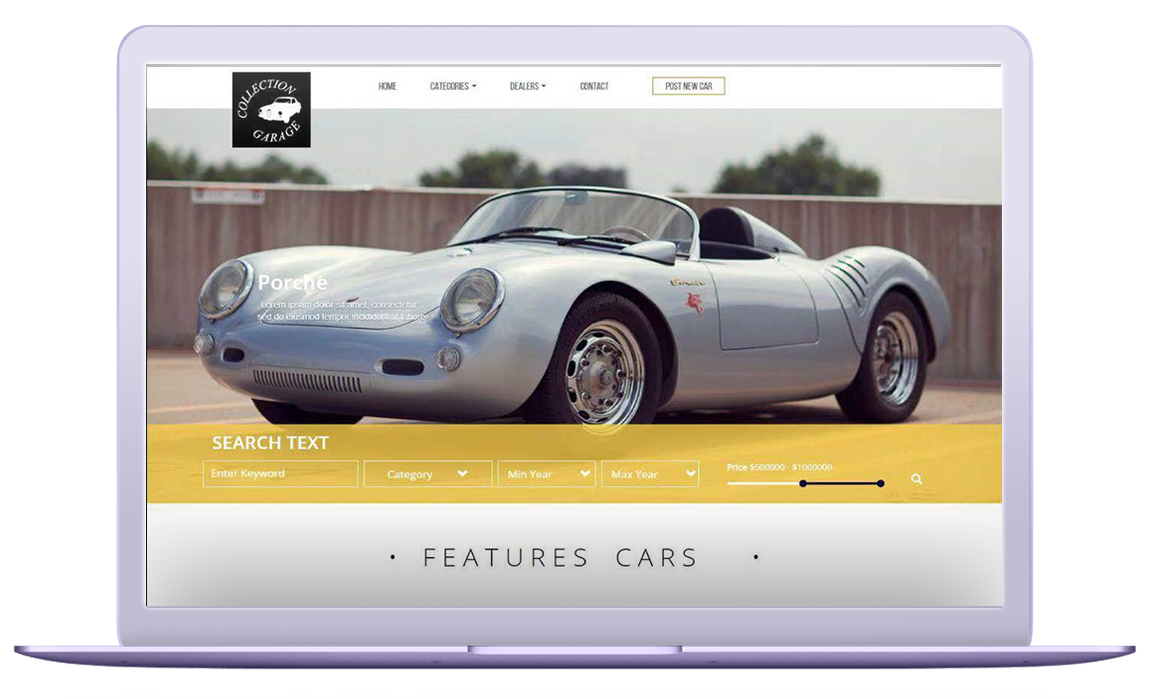 COLLECTION
GARAGE
HOME
CATEGORIES
DEALERS
CONTACT
POST NEW CAR
Porche
Lorem ipsum dolor sit amet, consectetur
sed do eiusmod tempor incididunt ut labore
SEARCH TEXT
Enter Keyword
Category
Min Year
Max Year
Price $500000 - $1000000
FEATURES CARS